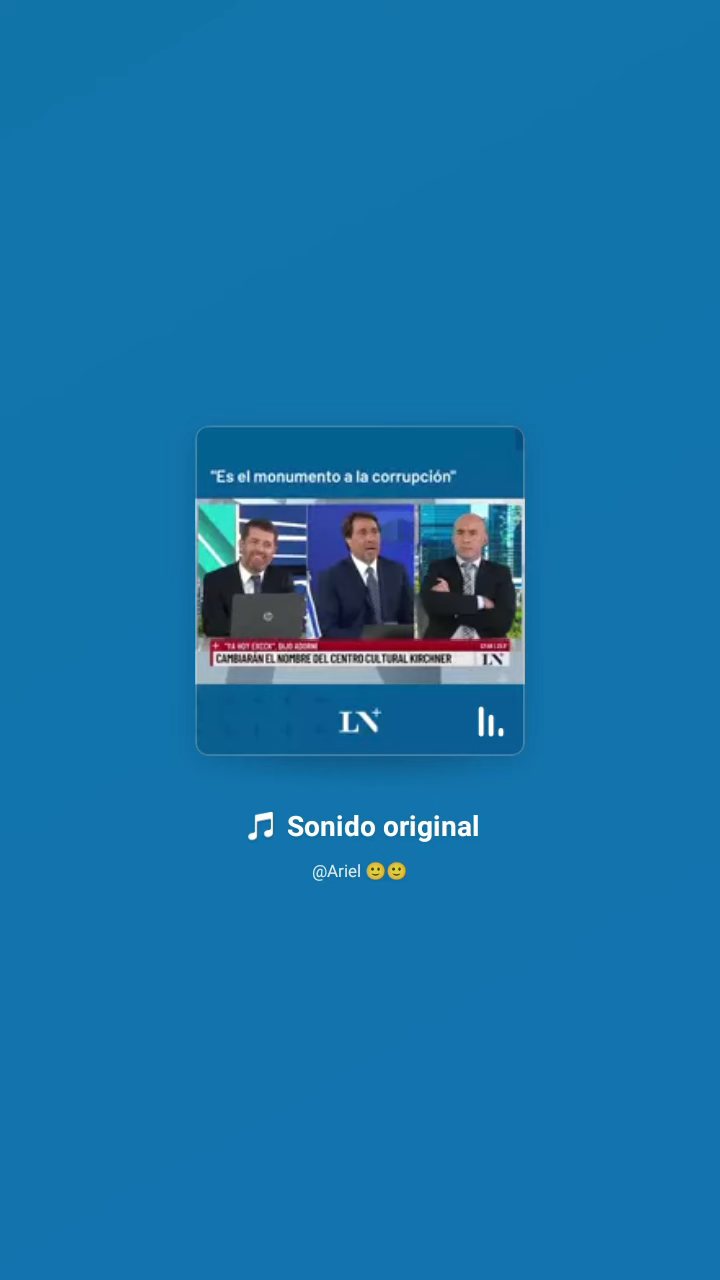 "Es el monumento a la corrupción"
"YA HOY EXCCK", DIJO ADORNI
CAMBIARÁN EL NOMBRE DEL CENTRO CULTURAL KIRCHNER
LN
LN+
Sonido original
@Ariel 🙂🙂